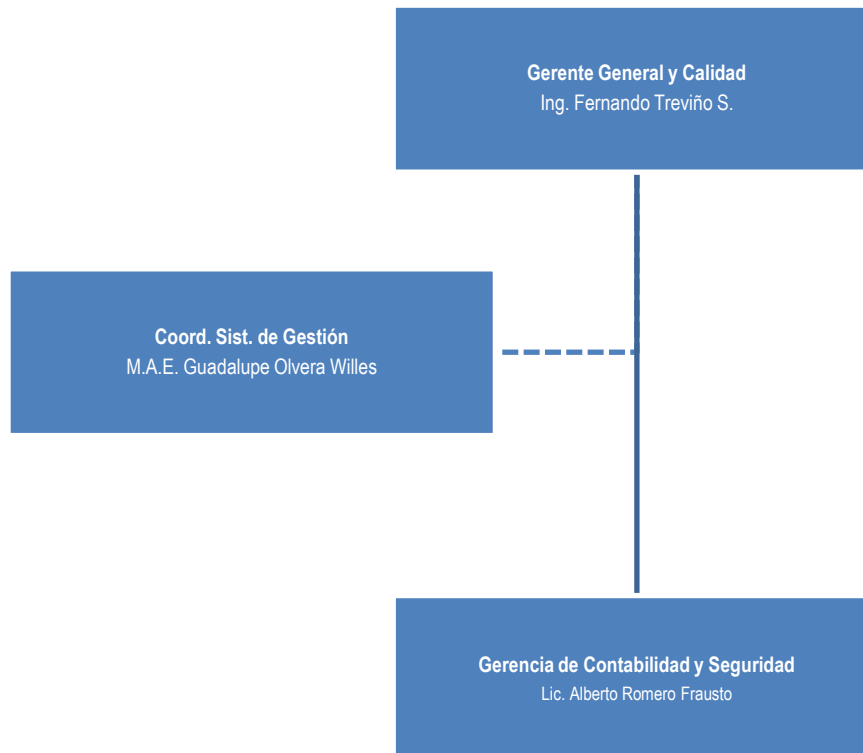 Gerente General y Calidad
Ing. Fernando Treviño S.
Coord. Sist. de Gestión
M.A.E. Guadalupe Olvera Willes
Gerencia de Contabilidad y Seguridad
Lic. Alberto Romero Frausto